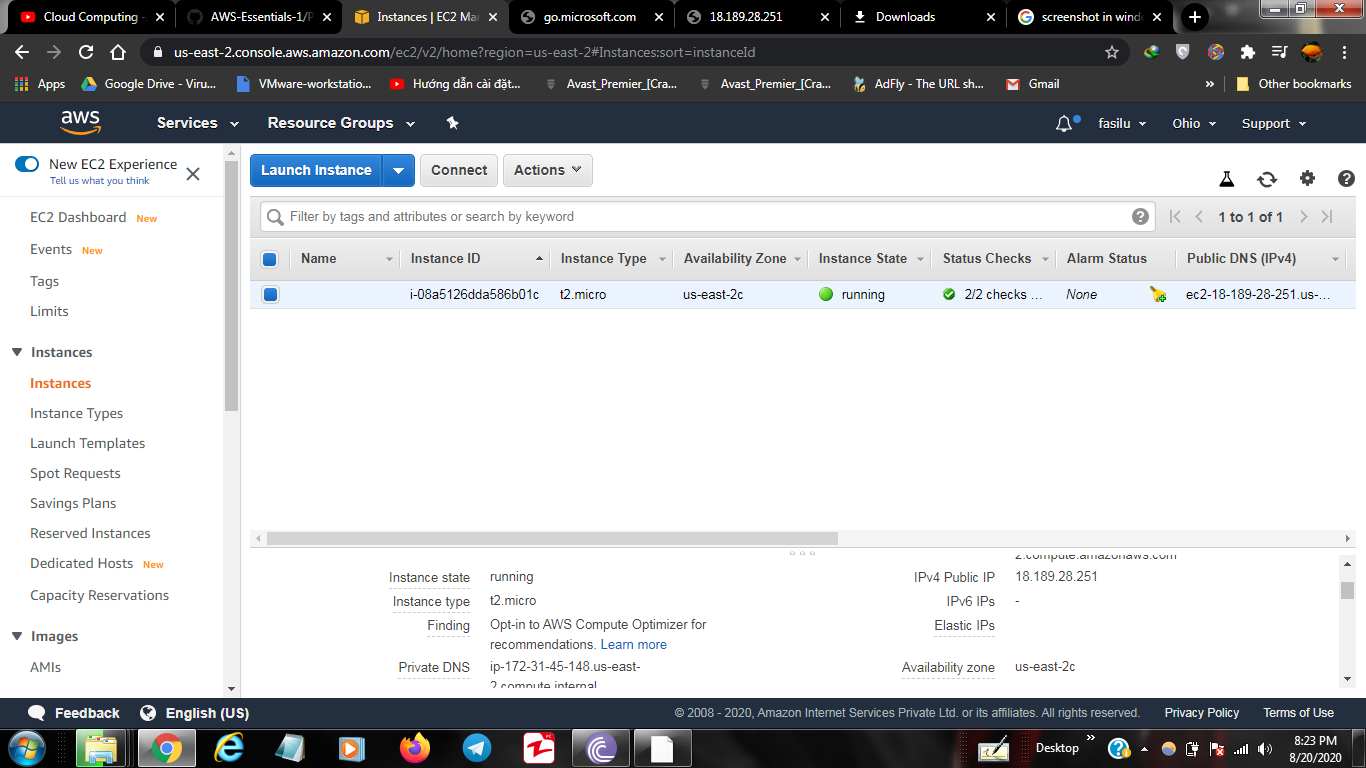 Cloud Computing -
AWS-Essentials-1/P
Instances | EC2 Man
go.microsoft.com
18.189.28.251
Downloads
screenshot in wind
us-east-2.console.aws.amazon.com/ec2/v2/home?region=us-east-2#Instances:sort=instanceId
Apps
Google Drive - Viru...
VMware-workstatio...
Hướng dẫn cài đặt...
Avast_Premier_[Cra...
Avast_Premier_[Cra...
AdFly - The URL sh...
Gmail
»
Other bookmarks
aws
Services
Resource Groups
fasilu
Ohio
Support
New EC2 Experience
Tell us what you think
EC2 Dashboard New
Events New
Tags
Limits
Instances
Instances
Instance Types
Launch Templates
Spot Requests
Savings Plans
Reserved Instances
Dedicated Hosts New
Capacity Reservations
Images
AMIs
Launch Instance
Connect
Actions
Filter by tags and attributes or search by keyword
1 to 1 of 1
Name
Instance ID
Instance Type
Availability Zone
Instance State
Status Checks
Alarm Status
Public DNS (IPv4)
i-08a5126dda586b01c
t2.micro
us-east-2c
running
2/2 checks ...
None
ec2-18-189-28-251.us-...
Instance state running
Instance type t2.micro
Finding Opt-in to AWS Compute Optimizer for
recommendations. Learn more
Private DNS ip-172-31-45-148.us-east-
2.compute.internal
2.compute.amazonaws.com
IPv4 Public IP 18.189.28.251
IPv6 IPs -
Elastic IPs
Availability zone us-east-2c
Feedback
English (US)
© 2008 - 2020, Amazon Internet Services Private Ltd. or its affiliates. All rights reserved.
Privacy Policy
Terms of Use
Desktop
»
8:23 PM
8/20/2020